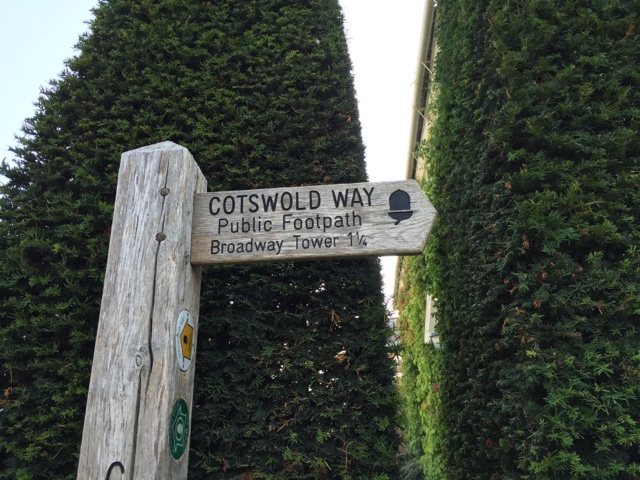 COTSWOLD WAY
Public Footpath
Broadway Tower 1¼